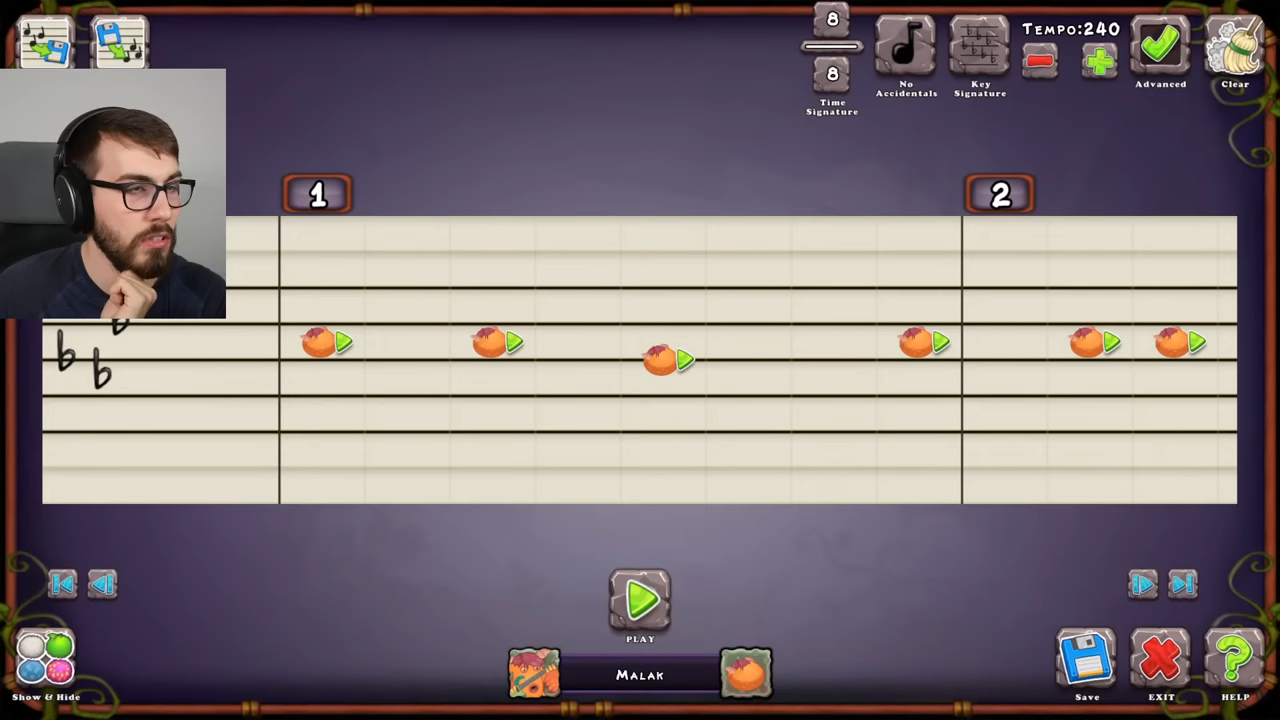 8
8
Time
Signature
No
Accidentals
Key
Signature
TEMPO:240
Advanced
Clear
1
2
PLAY
MALAK
Show & Hide
Save
EXIT
HELP